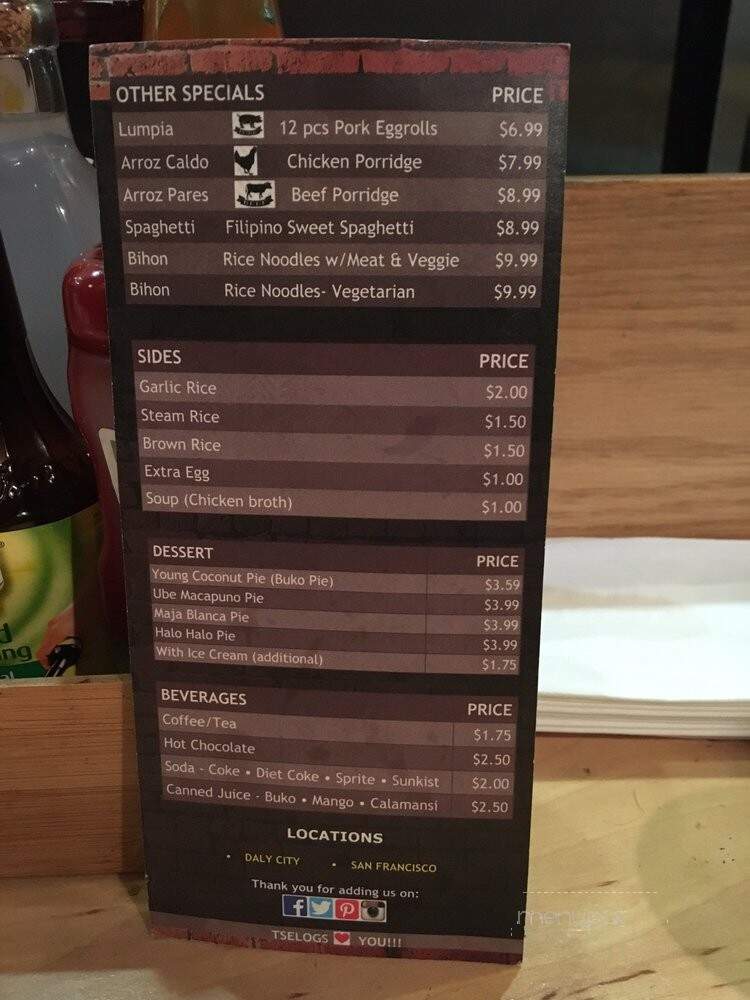 OTHER SPECIALS PRICE
Lumpia 12 pcs Pork Eggrolls $6.99
Arroz Caldo Chicken Porridge $7.99
Arroz Pares Beef Porridge $8.99
Spaghetti Filipino Sweet Spaghetti $8.99
Bihon Rice Noodles w/Meat & Veggie $9.99
Bihon Rice Noodles- Vegetarian $9.99
SIDES PRICE
Garlic Rice $2.00
Steam Rice $1.50
Brown Rice $1.50
Extra Egg $1.00
Soup (Chicken broth) $1.00
DESSERT PRICE
Young Coconut Pie (Buko Pie) $3.59
Ube Macapuno Pie $3.99
Maja Blanca Pie $3.99
Halo Halo Pie $3.99
With Ice Cream (additional) $1.75
BEVERAGES PRICE
Coffee/Tea $1.75
Hot Chocolate $2.50
Soda - Coke • Diet Coke • Sprite • Sunkist $2.00
Canned Juice - Buko • Mango • Calamansi $2.50
LOCATIONS
• DALY CITY • SAN FRANCISCO
Thank you for adding us on:
TSELOGS YOU!!!